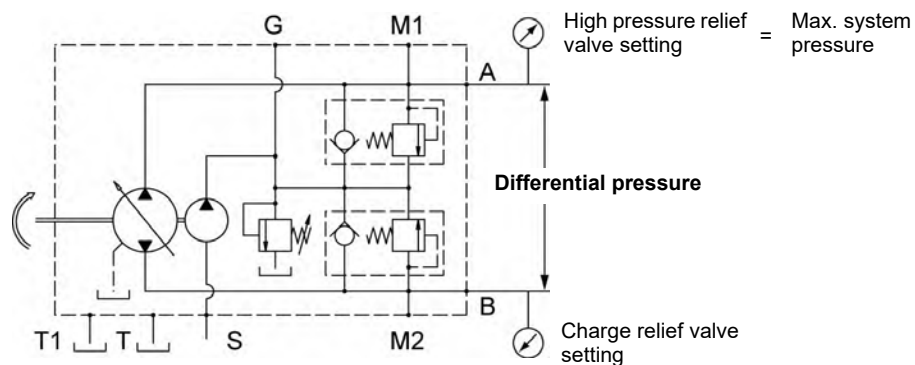 G
M1
High pressure relief
valve setting
=
Max. system
pressure
A
Differential pressure
B
T1
T
S
M2
Charge relief valve
setting